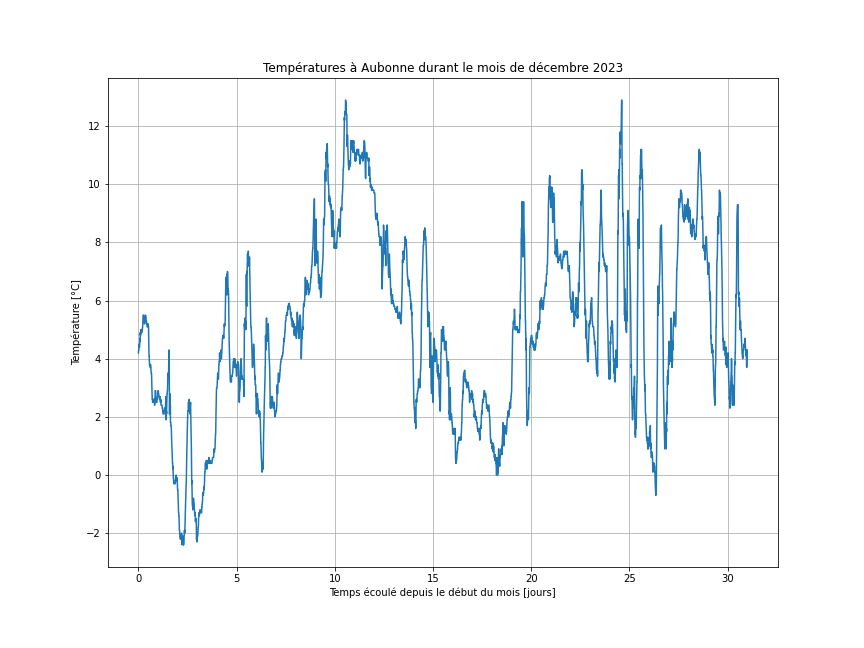 Températures à Aubonne durant le mois de décembre 2023
12
10
8
6
4
2
0
−2
Température [°C]
0 5 10 15 20 25 30
Temps écoulé depuis le début du mois [jours]